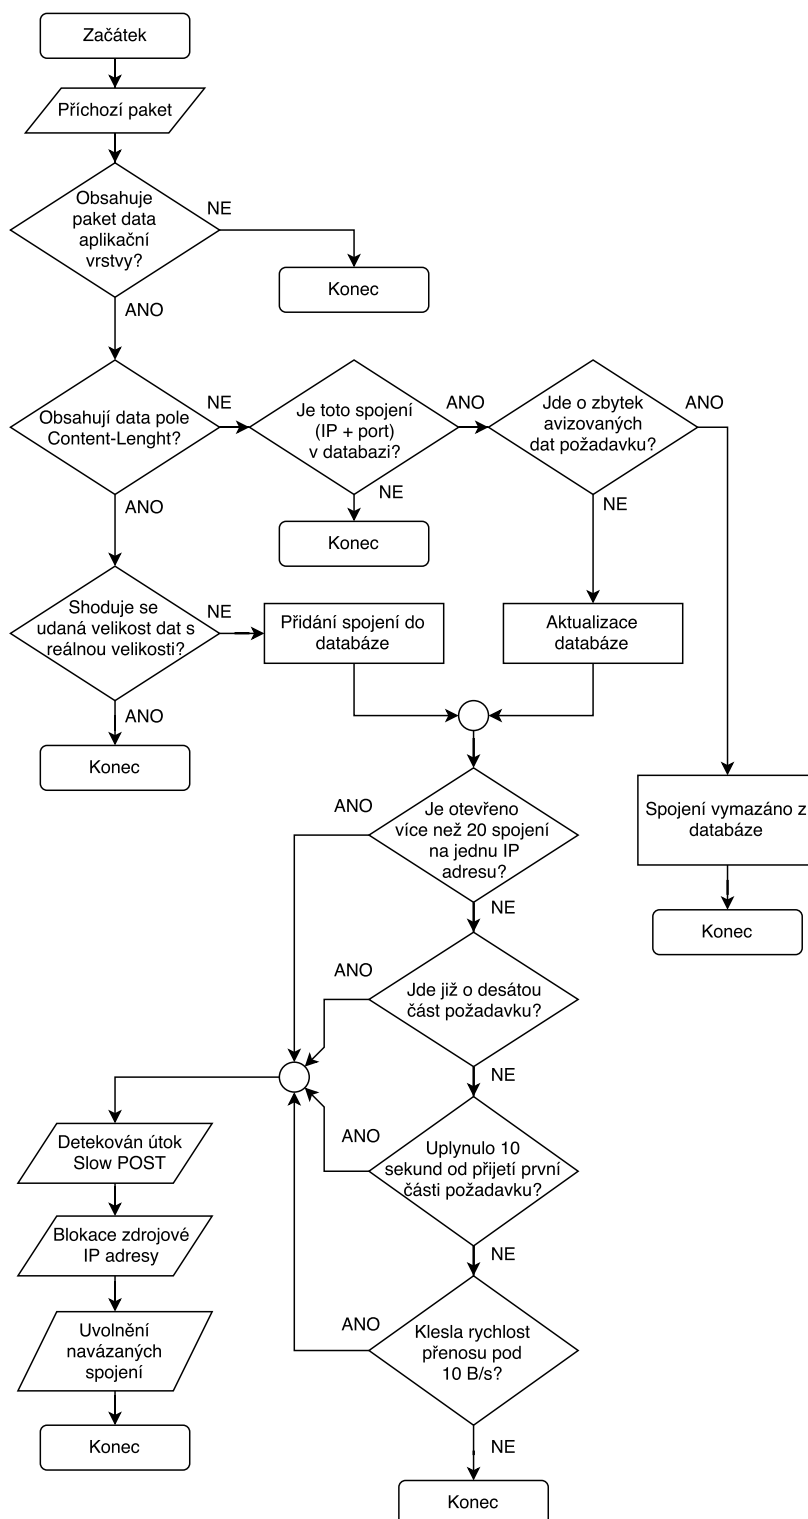 Začátek
Příchozí paket
Obsahuje
paket data
aplikační
vrstvy?
NE
Konec
ANO
Obsahují data pole
Content-Lenght?
NE
Je toto spojení
(IP + port)
v databazi?
ANO
Jde o zbytek
avizovaných
dat požadavku?
ANO
NE
Konec
NE
ANO
Shoduje se
udaná velikost dat s
reálnou velikosti?
NE
Přidání spojení do
databáze
Aktualizace
databáze
ANO
Konec
Spojení vymazáno z
databáze
Konec
Je otevřeno
více než 20 spojení
na jednu IP
adresu?
ANO
NE
Jde již o desátou
část požadavku?
ANO
NE
Uplynulo 10
sekund od přijetí první
části požadavku?
ANO
NE
Klesla rychlost
přenosu pod
10 B/s?
ANO
NE
Konec
Detekován útok
Slow POST
Blokace zdrojové
IP adresy
Uvolnění
navázaných
spojení
Konec